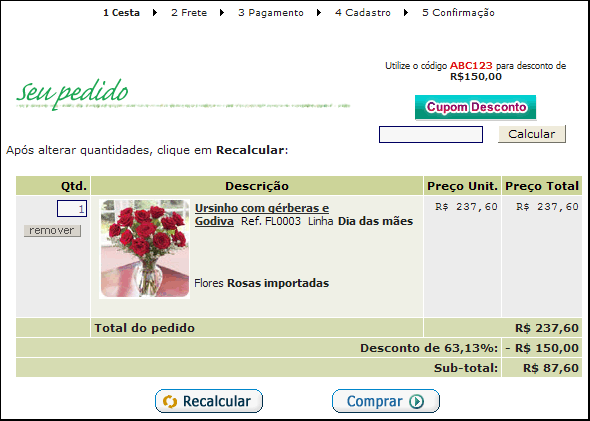 1 Cesta 2 Frete 3 Pagamento 4 Cadastro 5 Confirmação
Utilize o código ABC123 para desconto de
R$150,00
seu pedido
Cupom Desconto
Calcular
Após alterar quantidades, clique em Recalcular:
Qtd. Descrição Preço Unit. Preço Total
1 Ursinho com gérberas e R$ 237,60 R$ 237,60
Godiva Ref. FL0003 Linha Dia das mães
remover
Flores Rosas importadas
Total do pedido R$ 237,60
Desconto de 63,13%: - R$ 150,00
Sub-total: R$ 87,60
Recalcular Comprar